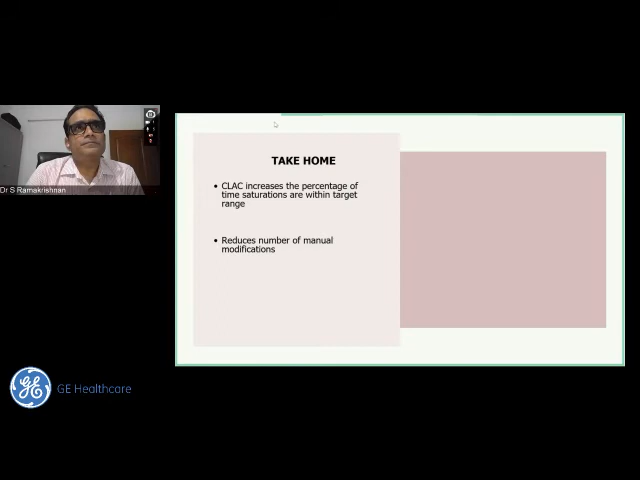 Dr S Ramakrishnan
TAKE HOME
• CLAC increases the percentage of
time saturations are within target
range
• Reduces number of manual
modifications
GE Healthcare